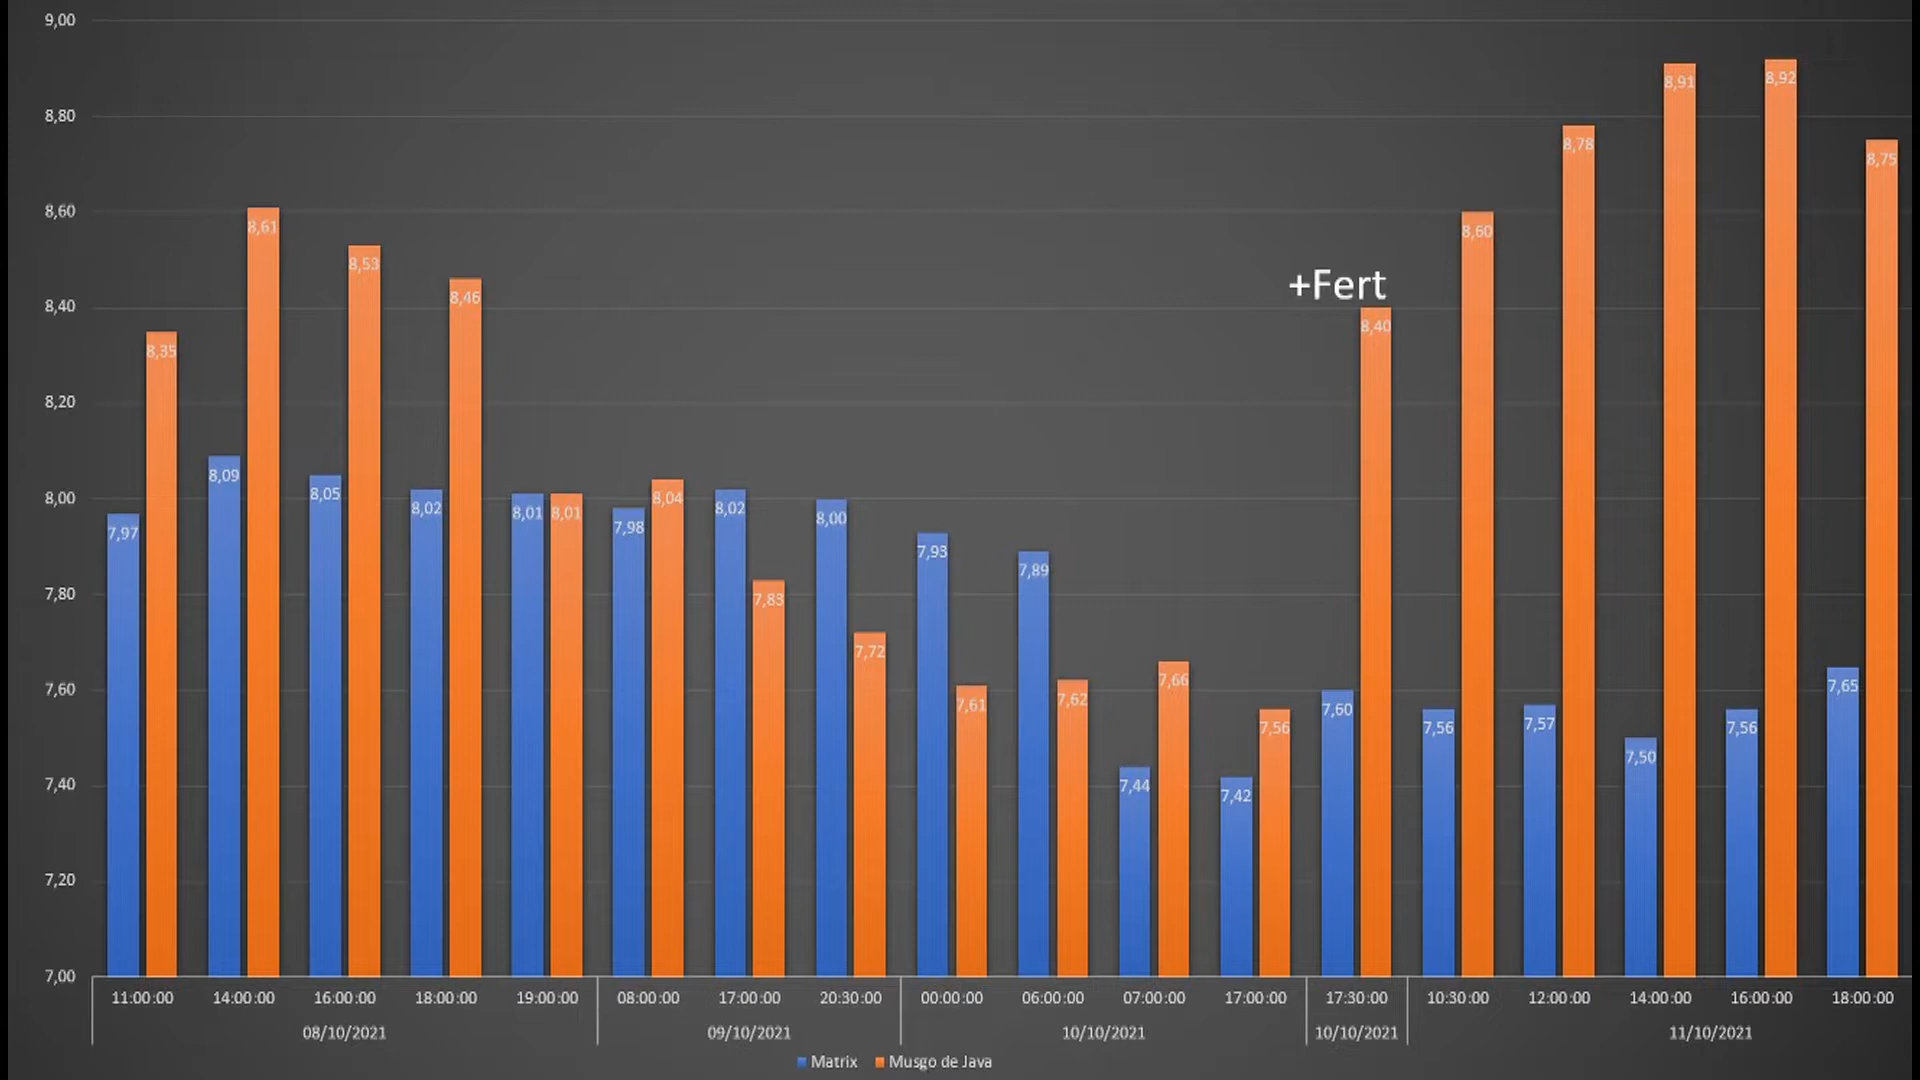 9,00
8,80
8,60
8,40
8,20
8,00
7,80
7,60
7,40
7,20
7,00
+Fert
7,97 8,35 8,09 8,61 8,05 8,53 8,02 8,46 8,01 8,01 7,98 8,04 8,02 7,83 8,00 7,72 7,93 7,61 7,89 7,62 7,44 7,66 7,42 7,56 7,60 8,40 7,56 8,60 7,57 8,78 7,50 8,91 7,56 8,92 7,65 8,75
11:00:00 14:00:00 16:00:00 18:00:00 19:00:00 08:00:00 17:00:00 20:30:00 00:00:00 06:00:00 07:00:00 17:00:00 17:30:00 10:30:00 12:00:00 14:00:00 16:00:00 18:00:00
08/10/2021 09/10/2021 10/10/2021 10/10/2021 11/10/2021
Matrix Musgo de Java